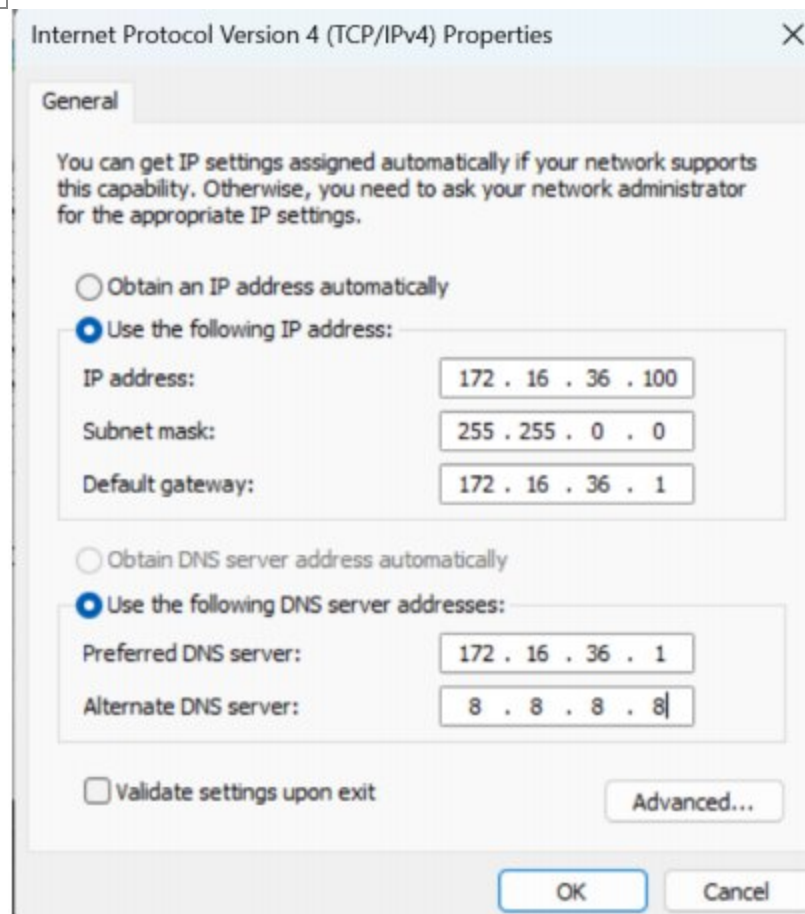 Internet Protocol Version 4 (TCP/IPv4) Properties
General
You can get IP settings assigned automatically if your network supports
this capability. Otherwise, you need to ask your network administrator
for the appropriate IP settings.
Obtain an IP address automatically
Use the following IP address:
IP address: 172 . 16 . 36 . 100
Subnet mask: 255 . 255 . 0 . 0
Default gateway: 172 . 16 . 36 . 1
Obtain DNS server address automatically
Use the following DNS server addresses:
Preferred DNS server: 172 . 16 . 36 . 1
Alternate DNS server: 8 . 8 . 8 . 8
Validate settings upon exit
Advanced...
OK Cancel